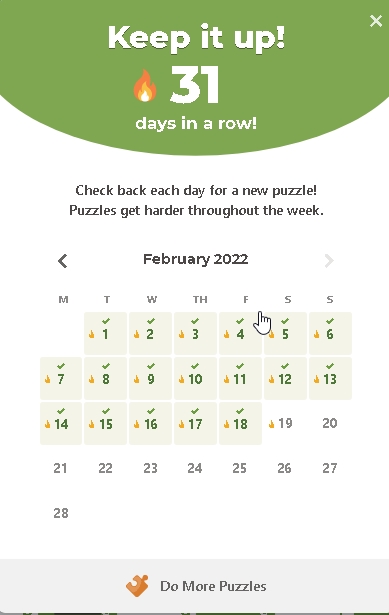 Keep it up!
31
days in a row!
Check back each day for a new puzzle!
Puzzles get harder throughout the week.
February 2022
M T W TH F S S
1 2 3 4 5 6
7 8 9 10 11 12 13
14 15 16 17 18 19 20
21 22 23 24 25 26 27
28
Do More Puzzles